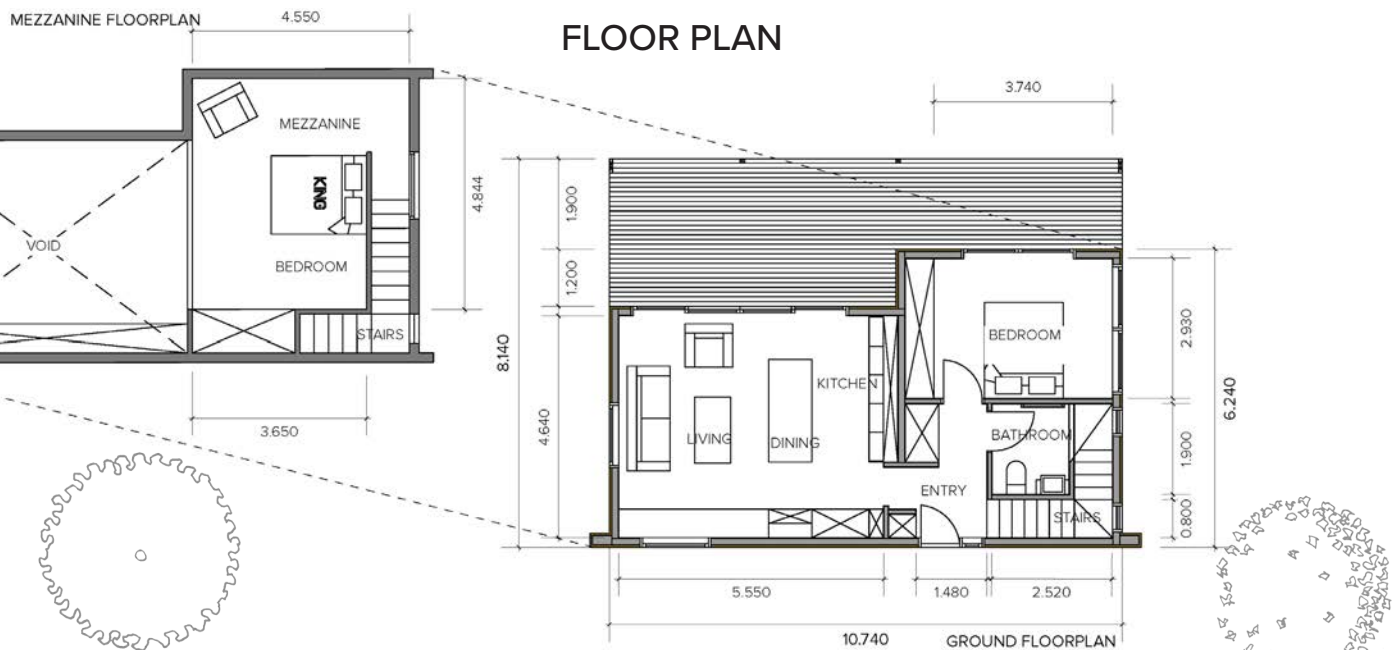 MEZZANINE FLOORPLAN
4.550
FLOOR PLAN
3.740
MEZZANINE
KING
4.844
1.900
VOID
BEDROOM
1.200
STAIRS
2.930
BEDROOM
8.140
KITCHEN
6.240
3.650
4.640
LIVING
DINING
BATHROOM
1.900
ENTRY
STAIRS
0.800
5.550
1.480
2.520
10.740
GROUND FLOORPLAN